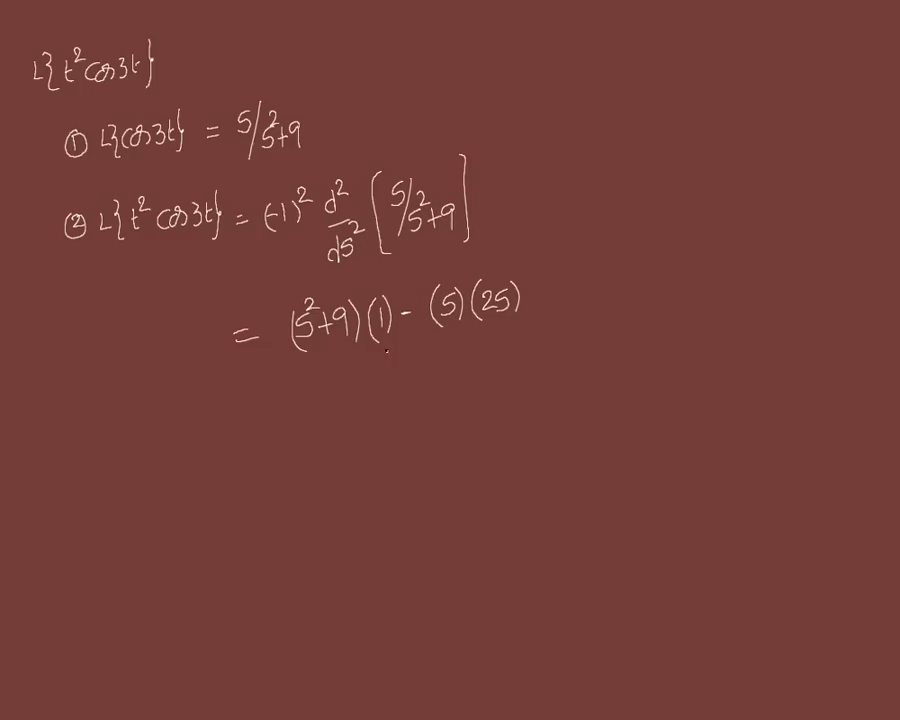 L{t² cos3t}
① L{cos3t} = s/s²+9
② L{t² cos3t} = (-1)² d²/ds² [s/s²+9]
= (s²+9)(1) - (s)(2s)